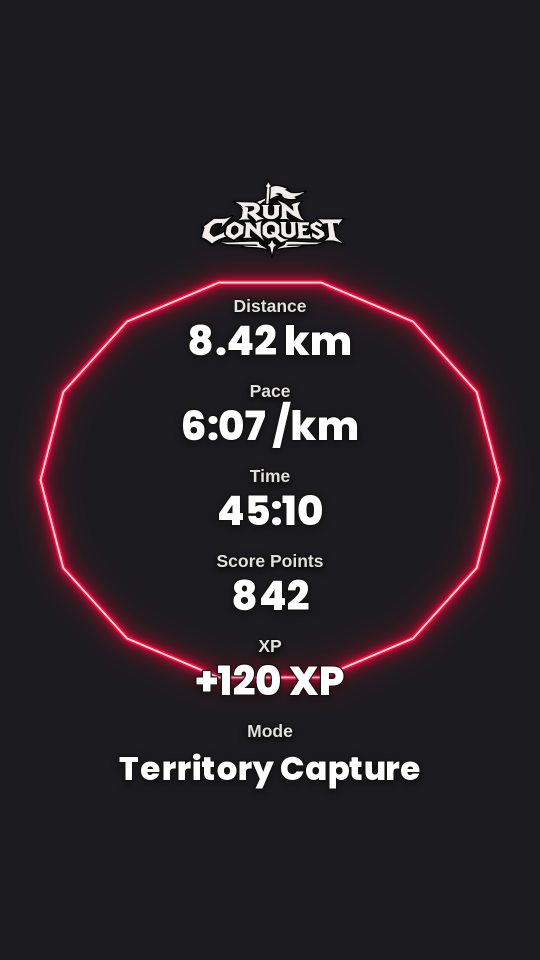 RUN
CONQUEST
Distance
8.42 km
Pace
6:07 /km
Time
45:10
Score Points
842
XP
+120 XP
Mode
Territory Capture